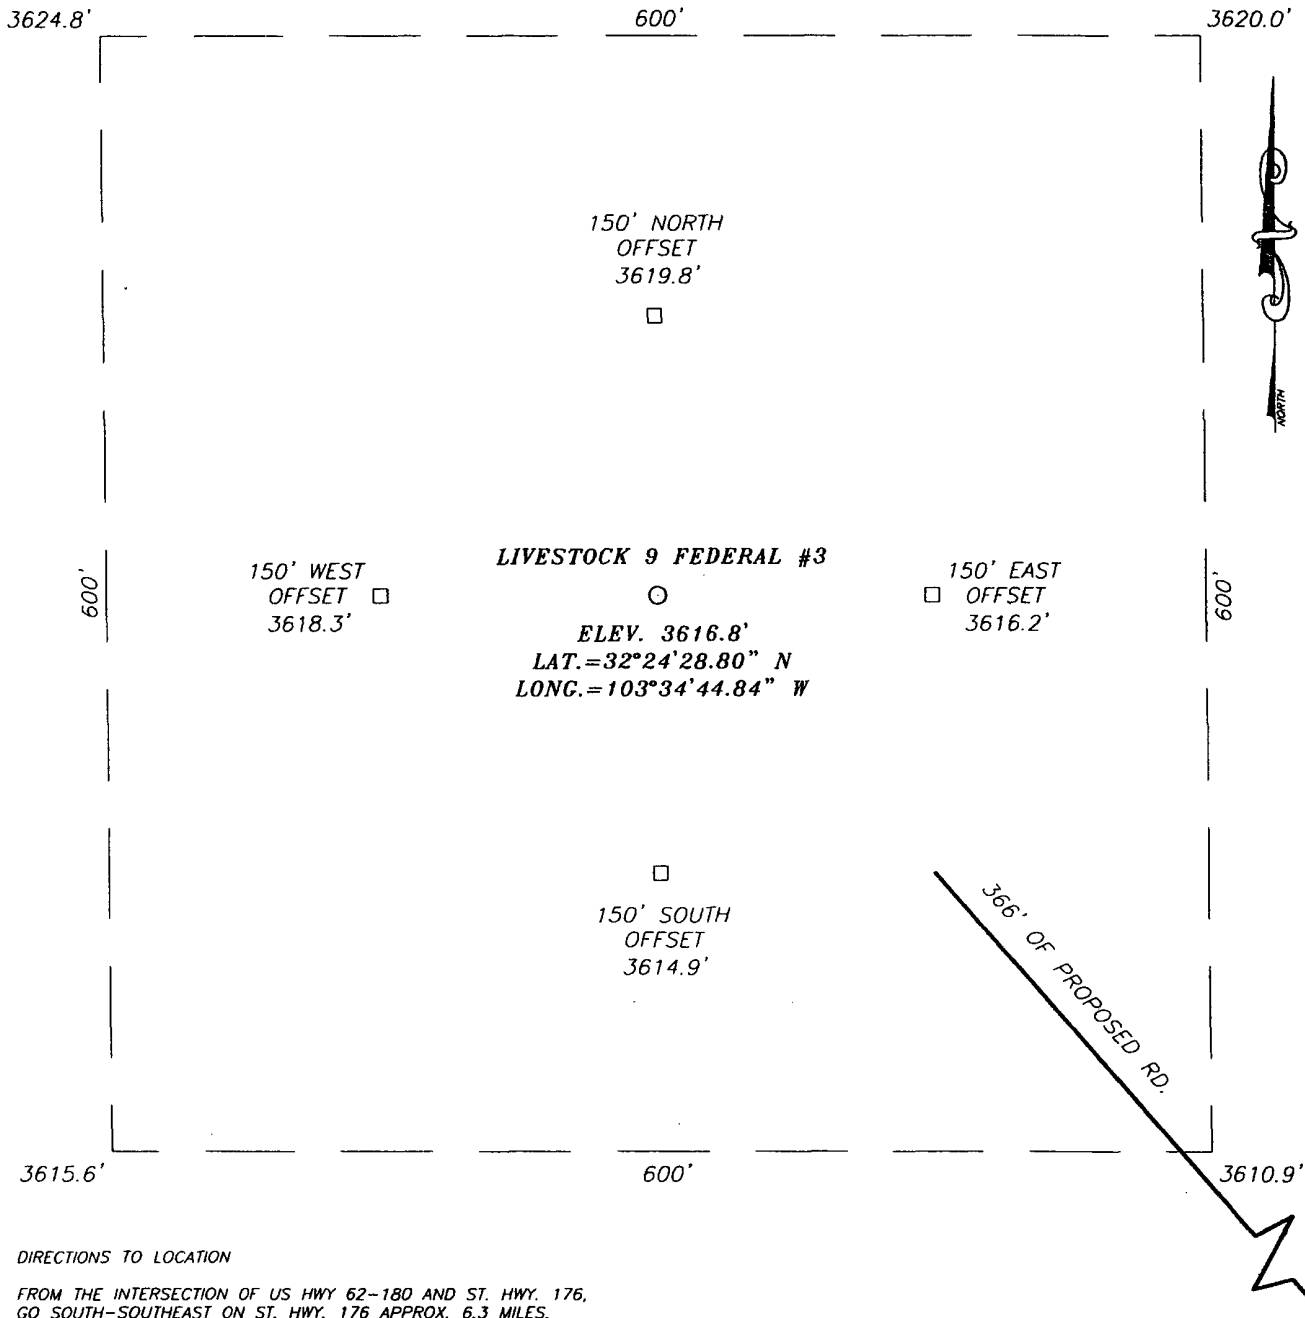 3624.8'
600'
3620.0'
NORTH
150' NORTH
OFFSET
3619.8'
600'
150' WEST
OFFSET
3618.3'
LIVESTOCK 9 FEDERAL #3
ELEV. 3616.8'
LAT.=32°24'28.80" N
LONG.=103°34'44.84" W
150' EAST
OFFSET
3616.2'
600'
150' SOUTH
OFFSET
3614.9'
366' OF PROPOSED RD.
3615.6'
600'
3610.9'
DIRECTIONS TO LOCATION
FROM THE INTERSECTION OF US HWY 62-180 AND ST. HWY. 176,
GO SOUTH-SOUTHEAST ON ST. HWY. 176 APPROX. 6.3 MILES.